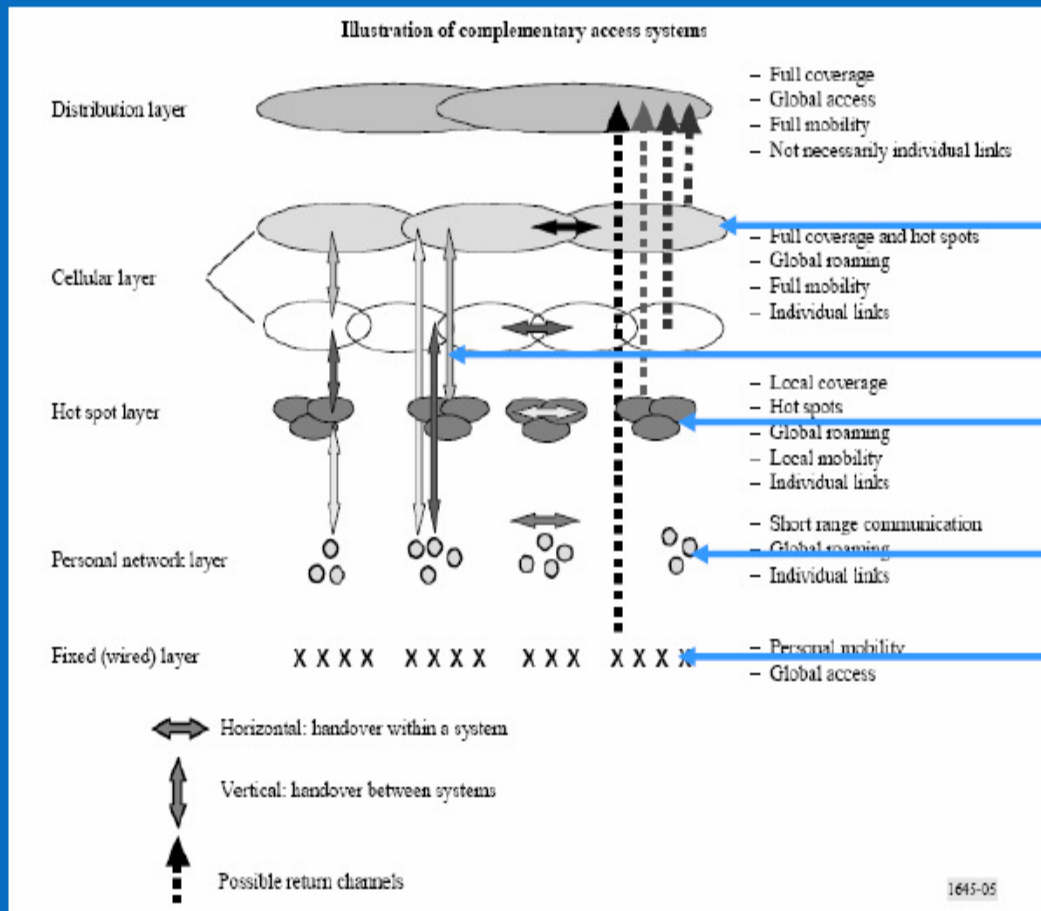 Illustration of complementary access systems
Distribution layer
– Full coverage
– Global access
– Full mobility
– Not necessarily individual links
Cellular layer
– Full coverage and hot spots
– Global roaming
– Full mobility
– Individual links
Hot spot layer
– Local coverage
– Hot spots
– Global roaming
– Local mobility
– Individual links
Personal network layer
– Short range communication
– Global roaming
– Individual links
Fixed (wired) layer
X X X X X X X X X X X X X X X
– Personal mobility
– Global access
Horizontal: handover within a system
Vertical: handover between systems
Possible return channels
1645-05